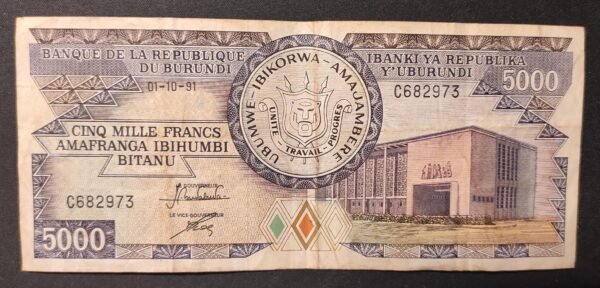 BANQUE DE LA REPUBLIQUE
DU BURUNDI
IBANKI YA REPUBLIKA
Y'UBURUNDI
5000
5000
01-10-91
C682973
UBUMWE - IBIKORWA - AMAJAMBERE
UNITE TRAVAIL PROGRES
CINQ MILLE FRANCS
AMAFRANGA IBIHUMBI
BITANU
C682973
LE GOUVERNEUR
LE VICE-GOUVERNEUR
5000